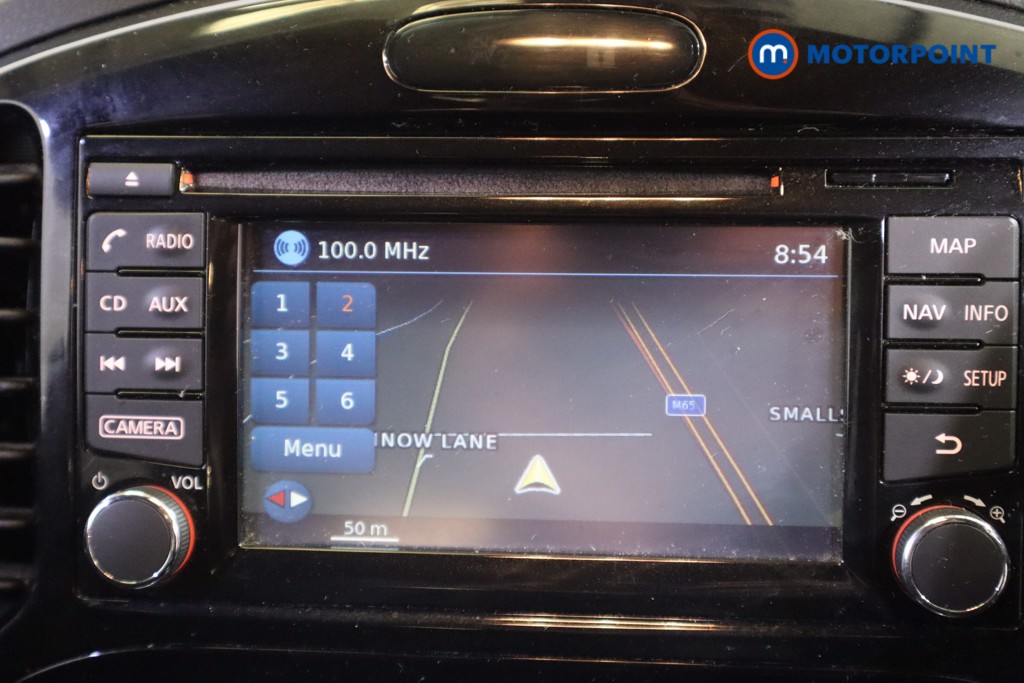 m MOTORPOINT
RADIO
CD AUX
CAMERA
VOL
100.0 MHz
8:54
1 2
3 4
5 6
Menu
NOW LANE
M65
SMALL
50 m
MAP
NAV INFO
SETUP